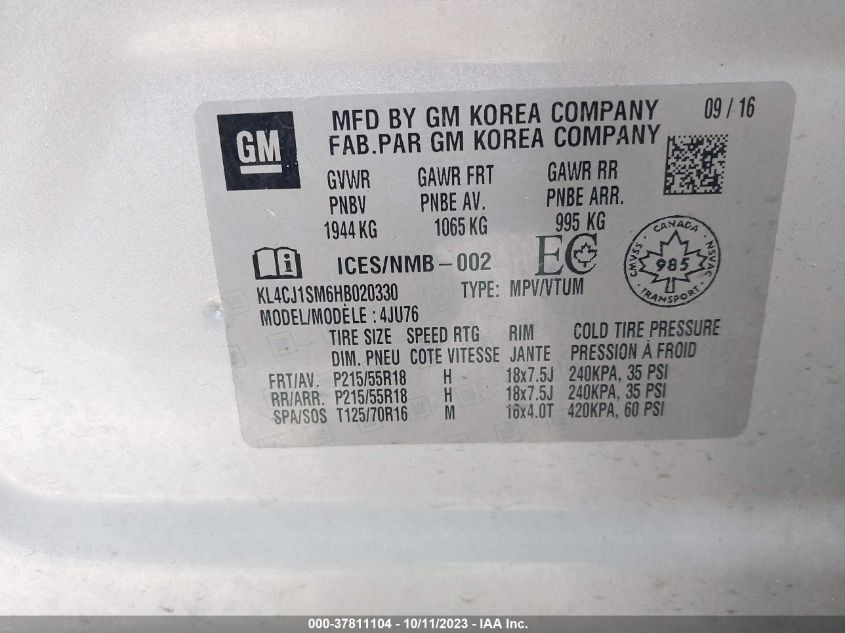 GM
MFD BY GM KOREA COMPANY 09 / 16
FAB.PAR GM KOREA COMPANY
GVWR GAWR FRT GAWR RR
PNBV PNBE AV. PNBE ARR.
1944 KG 1065 KG 995 KG
ICES/NMB-002 EC
CANADA CMVSS 985 NSVAC TRANSPORT
KL4CJ1SM6HB020330 TYPE: MPV/VTUM
MODEL/MODÈLE : 4JU76
TIRE SIZE SPEED RTG RIM COLD TIRE PRESSURE
DIM. PNEU COTE VITESSE JANTE PRESSION À FROID
FRT/AV. P215/55R18 H 18x7.5J 240KPA, 35 PSI
RR/ARR. P215/55R18 H 18x7.5J 240KPA, 35 PSI
SPA/SOS T125/70R16 M 16x4.0T 420KPA, 60 PSI
000-37811104 - 10/11/2023 - IAA Inc.